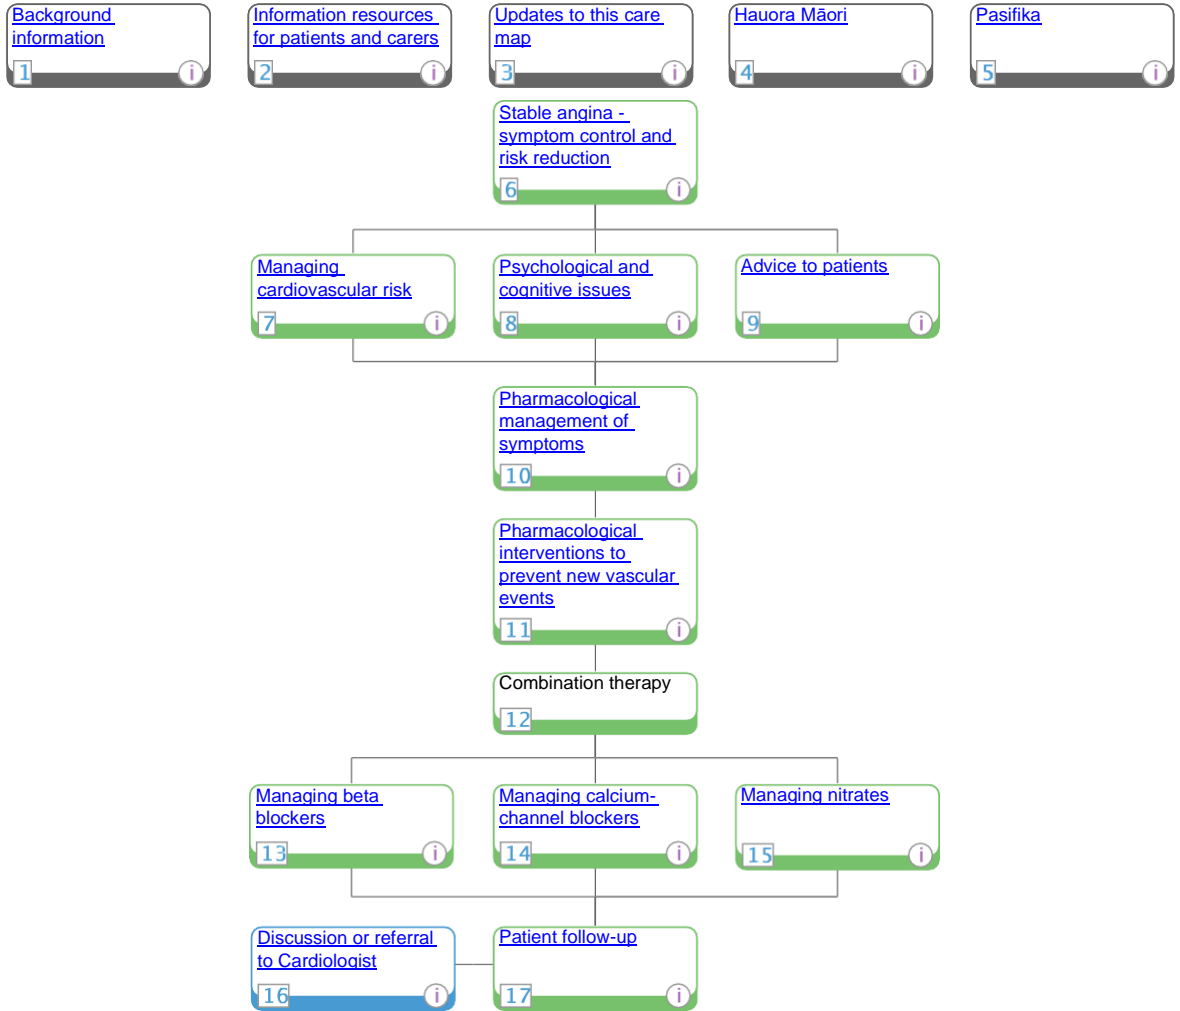 Background
information
1
i
Information resources
for patients and carers
2
i
Updates to this care
map
3
i
Hauora Māori
4
i
Pasifika
5
i
Stable angina -
symptom control and
risk reduction
6
i
Managing
cardiovascular risk
7
i
Psychological and
cognitive issues
8
i
Advice to patients
9
i
Pharmacological
management of
symptoms
10
i
Pharmacological
interventions to
prevent new vascular
events
11
i
Combination therapy
12
Managing beta
blockers
13
i
Managing calcium-
channel blockers
14
i
Managing nitrates
15
i
Discussion or referral
to Cardiologist
16
i
Patient follow-up
17
i